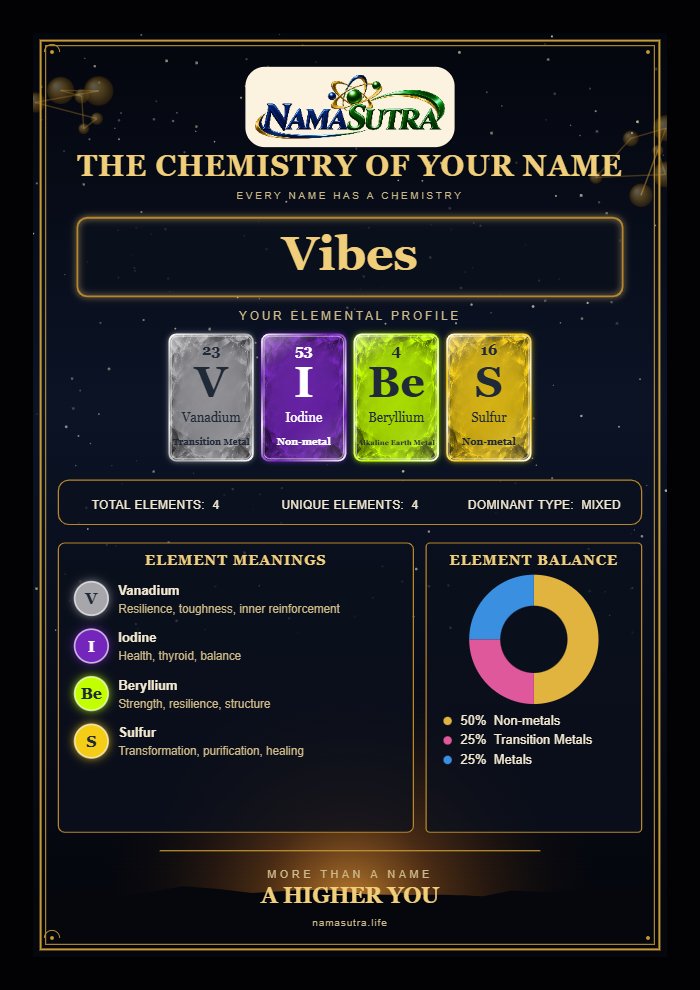 NAMASUTRA
THE CHEMISTRY OF YOUR NAME
EVERY NAME HAS A CHEMISTRY
Vibes
YOUR ELEMENTAL PROFILE
23
V
Vanadium
Transition Metal
53
I
Iodine
Non-metal
4
Be
Beryllium
Alkaline Earth Metal
16
S
Sulfur
Non-metal
TOTAL ELEMENTS: 4 UNIQUE ELEMENTS: 4 DOMINANT TYPE: MIXED
ELEMENT MEANINGS
V
Vanadium
Resilience, toughness, inner reinforcement
I
Iodine
Health, thyroid, balance
Be
Beryllium
Strength, resilience, structure
S
Sulfur
Transformation, purification, healing
ELEMENT BALANCE
50% Non-metals
25% Transition Metals
25% Metals
MORE THAN A NAME
A HIGHER YOU
namasutra.life